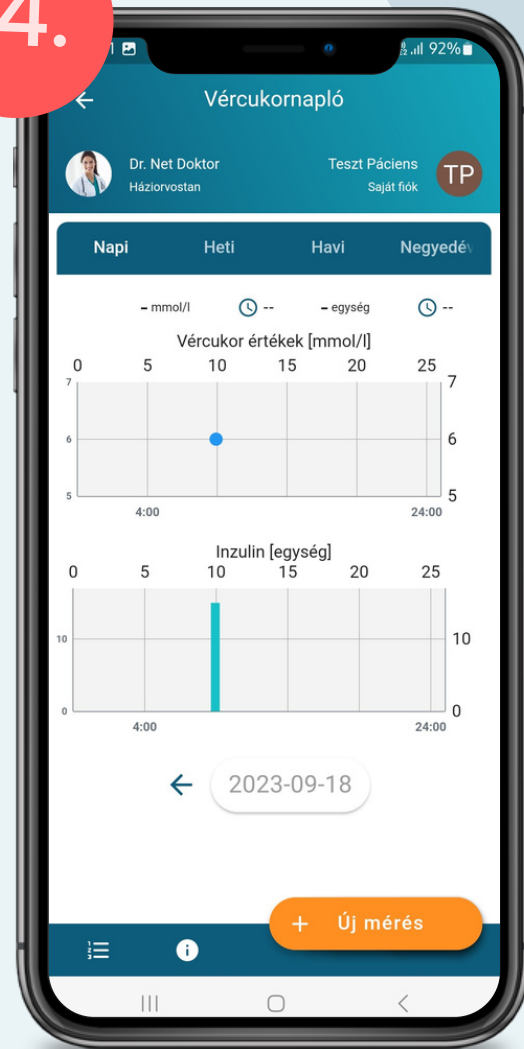 4.
92%
Vércukornapló
Dr. Net Doktor
Háziorvostan
Teszt Páciens
Saját fiók
TP
Napi Heti Havi Negyedév
- mmol/l -- - egység --
Vércukor értékek [mmol/l]
0 5 10 15 20 25
7 7
6 6
5 5
4:00 24:00
Inzulin [egység]
0 5 10 15 20 25
10 10
0 0
4:00 24:00
2023-09-18
+ Új mérés